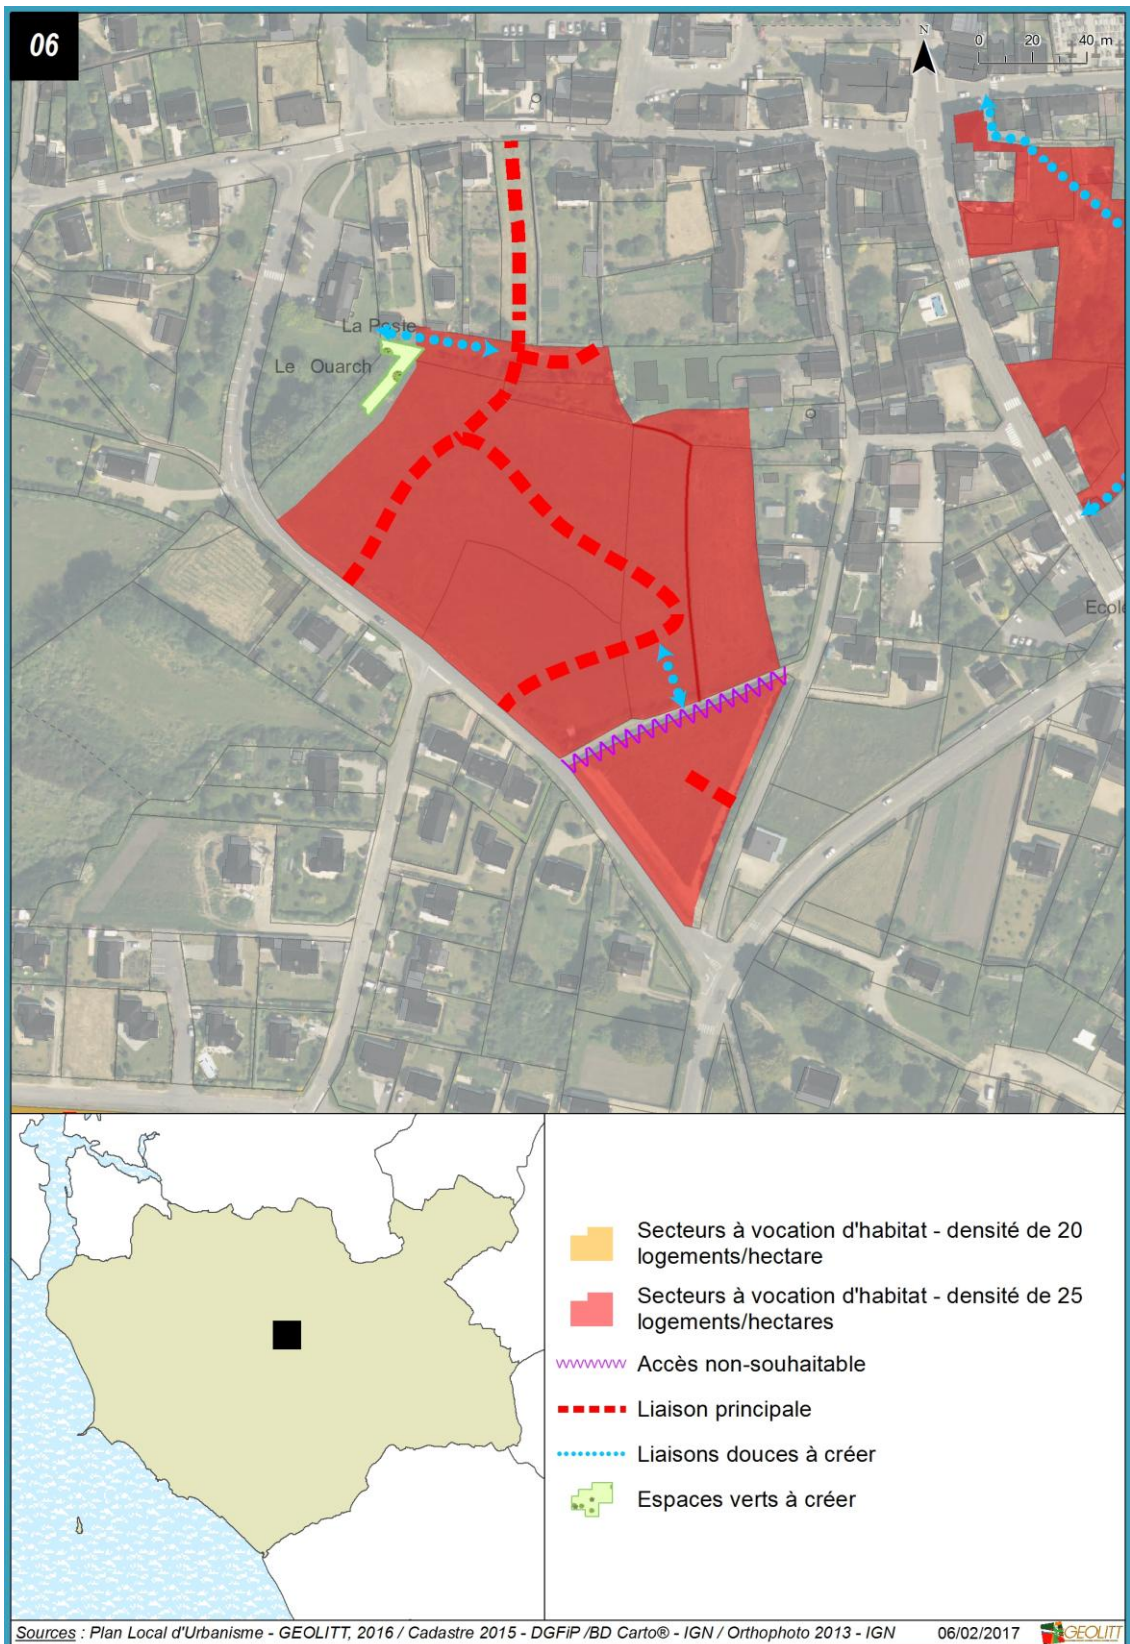 06
N
0 20 40 m
La Poste
Le Ouarch
Ecole
Secteurs à vocation d'habitat - densité de 20
logements/hectare
Secteurs à vocation d'habitat - densité de 25
logements/hectares
Accès non-souhaitable
Liaison principale
Liaisons douces à créer
Espaces verts à créer
Sources : Plan Local d'Urbanisme - GEOLITT, 2016 / Cadastre 2015 - DGFiP /BD Carto® - IGN / Orthophoto 2013 - IGN 06/02/2017 GEOLITT